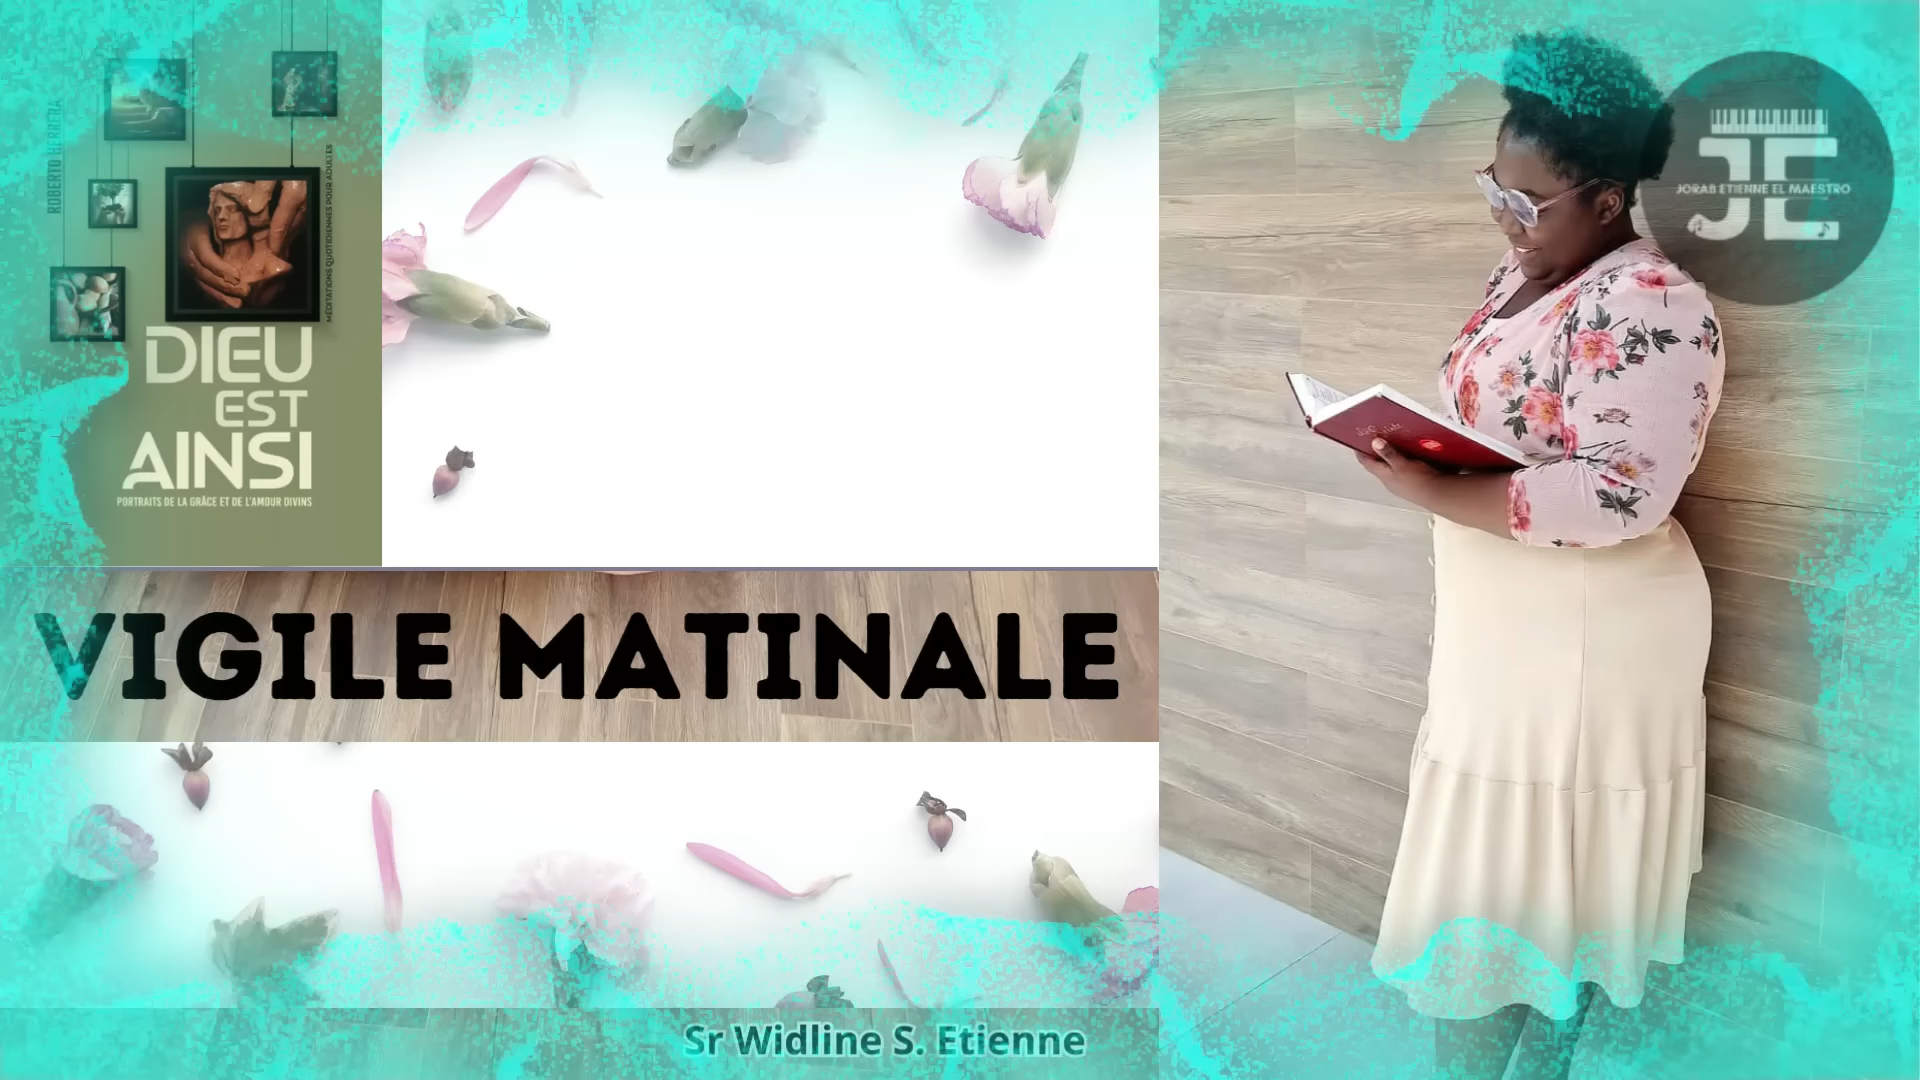 ROBERTO HERRERA
MÉDITATIONS QUOTIDIENNES POUR ADULTES
DIEU
EST
AINSI
PORTRAITS DE LA GRÂCE ET DE L'AMOUR DIVINS
JE
JORAB ETIENNE EL MAESTRO
VIGILE MATINALE
Sr Widline S. Etienne